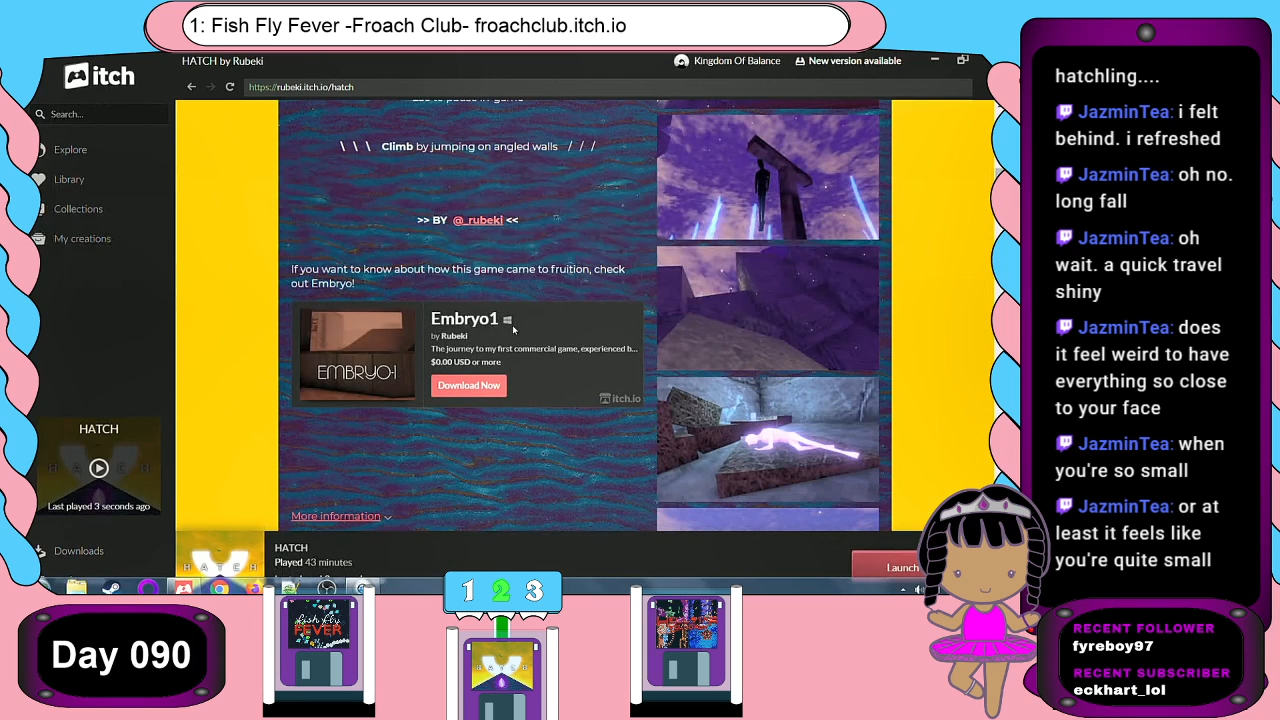 1: Fish Fly Fever -Froach Club- froachclub.itch.io
itch
HATCH by Rubeki
Kingdom Of Balance
New version available
https://rubeki.itch.io/hatch
Search...
Explore
Library
Collections
My creations
\ \ \ Climb by jumping on angled walls / / /
>> BY @_rubeki <<
If you want to know about how this game came to fruition, check
out Embryo!
EMBRYO-1
Embryo1
by Rubeki
The journey to my first commercial game, experienced b...
$0.00 USD or more
Download Now
itch.io
More information
HATCH
HATCH
Last played 3 seconds ago
Downloads
HATCH
HATCH
Played 43 minutes
Launch
1 2 3
Day 090
fish fly
FEVER
hatchling....
JazminTea: i felt
behind. i refreshed
JazminTea: oh no.
long fall
JazminTea: oh
wait. a quick travel
shiny
JazminTea: does
it feel weird to have
everything so close
to your face
JazminTea: when
you're so small
JazminTea: or at
least it feels like
you're quite small
RECENT FOLLOWER
fyreboy97
RECENT SUBSCRIBER
eckhart_lol